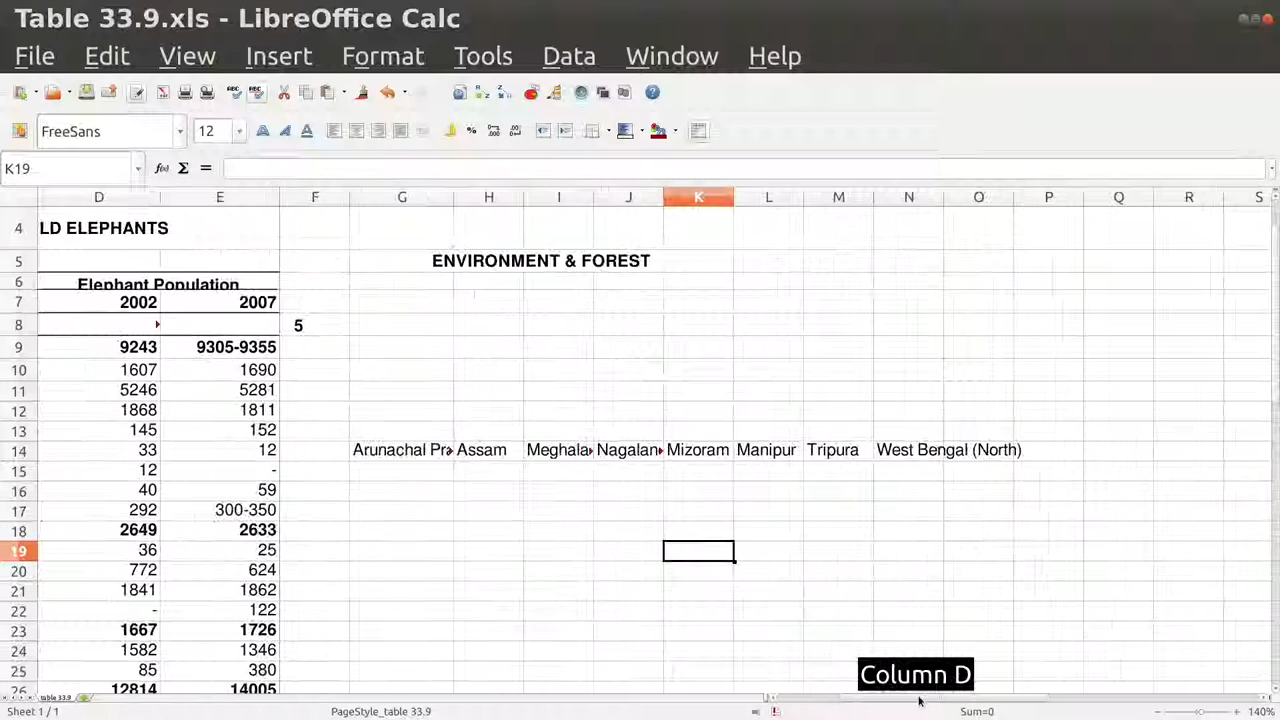 Table 33.9.xls - LibreOffice Calc
File Edit View Insert Format Tools Data Window Help
FreeSans 12
K19
D E F G H I J K L M N O P Q R S
4 LD ELEPHANTS
5 ENVIRONMENT & FOREST
6 Elephant Population
7 2002 2007
8 5
9 9243 9305-9355
10 1607 1690
11 5246 5281
12 1868 1811
13 145 152
14 33 12 Arunachal Pra Assam Meghala Nagalan Mizoram Manipur Tripura West Bengal (North)
15 12 -
16 40 59
17 292 300-350
18 2649 2633
19 36 25
20 772 624
21 1841 1862
22 - 122
23 1667 1726
24 1582 1346
25 85 380
26 12814 14005
Column D
table 33.9
Sheet 1 / 1 PageStyle_table 33.9 Sum=0 140%